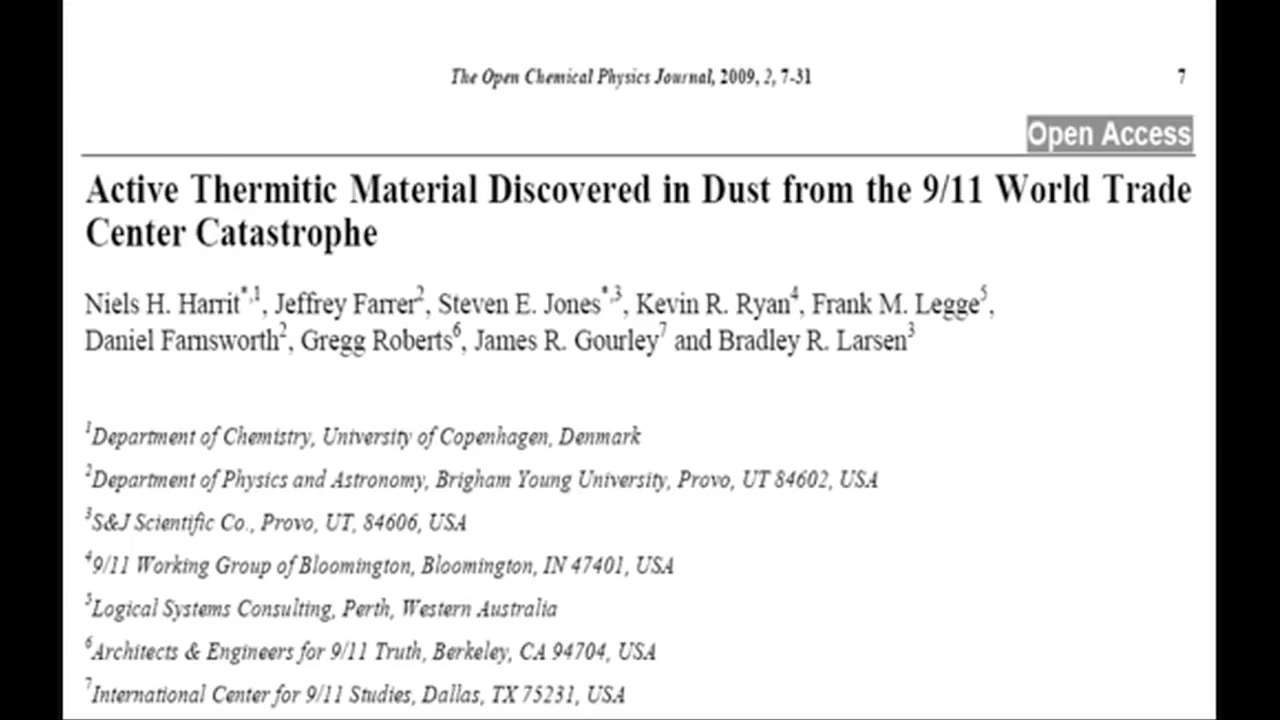 The Open Chemical Physics Journal, 2009, 2, 7-31 7
Open Access
Active Thermitic Material Discovered in Dust from the 9/11 World Trade
Center Catastrophe
Niels H. Harrit*,1, Jeffrey Farrer2, Steven E. Jones*,3, Kevin R. Ryan4, Frank M. Legge5,
Daniel Farnsworth2, Gregg Roberts6, James R. Gourley7 and Bradley R. Larsen3
1Department of Chemistry, University of Copenhagen, Denmark
2Department of Physics and Astronomy, Brigham Young University, Provo, UT 84602, USA
3S&J Scientific Co., Provo, UT, 84606, USA
49/11 Working Group of Bloomington, Bloomington, IN 47401, USA
5Logical Systems Consulting, Perth, Western Australia
6Architects & Engineers for 9/11 Truth, Berkeley, CA 94704, USA
7International Center for 9/11 Studies, Dallas, TX 75231, USA